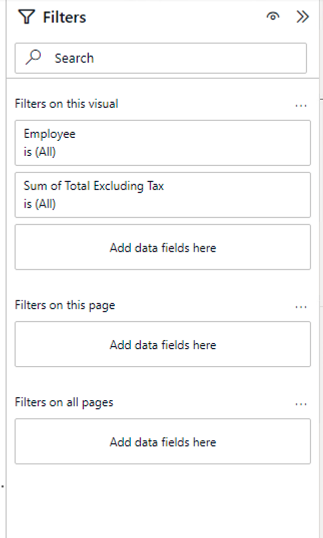 Filters
Search
Filters on this visual
Employee
is (All)
Sum of Total Excluding Tax
is (All)
Add data fields here
Filters on this page
Add data fields here
Filters on all pages
Add data fields here